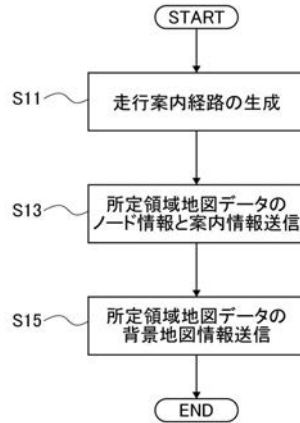 START
S11
走行案内経路の生成
S13
所定領域地図データの
ノード情報と案内情報送信
S15
所定領域地図データの
背景地図情報送信
END